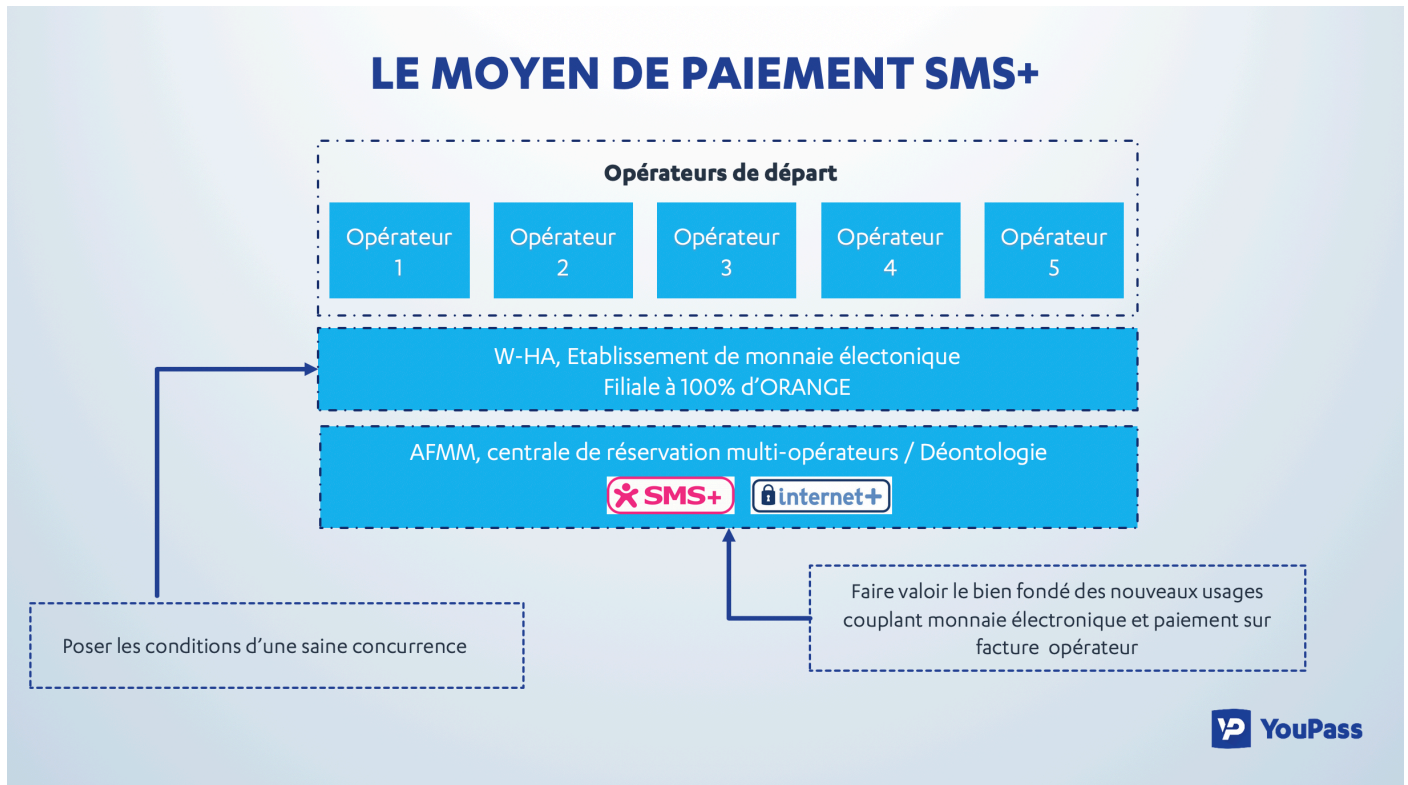 LE MOYEN DE PAIEMENT SMS+
Opérateurs de départ
Opérateur
1
Opérateur
2
Opérateur
3
Opérateur
4
Opérateur
5
W-HA, Etablissement de monnaie électonique
Filiale à 100% d’ORANGE
AFMM, centrale de réservation multi-opérateurs / Déontologie
SMS+
internet+
Poser les conditions d’une saine concurrence
Faire valoir le bien fondé des nouveaux usages
couplant monnaie électronique et paiement sur
facture opérateur
YP YouPass